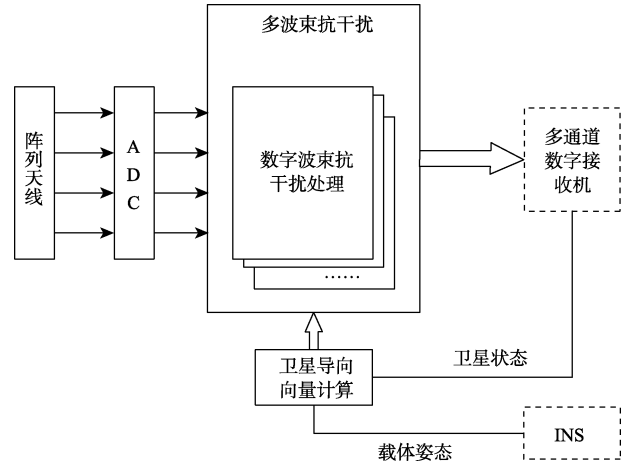 多波束抗干扰
阵列天线
A
D
C
数字波束抗
干扰处理
……
多通道
数字接
收机
卫星导向
向量计算
卫星状态
载体姿态
INS